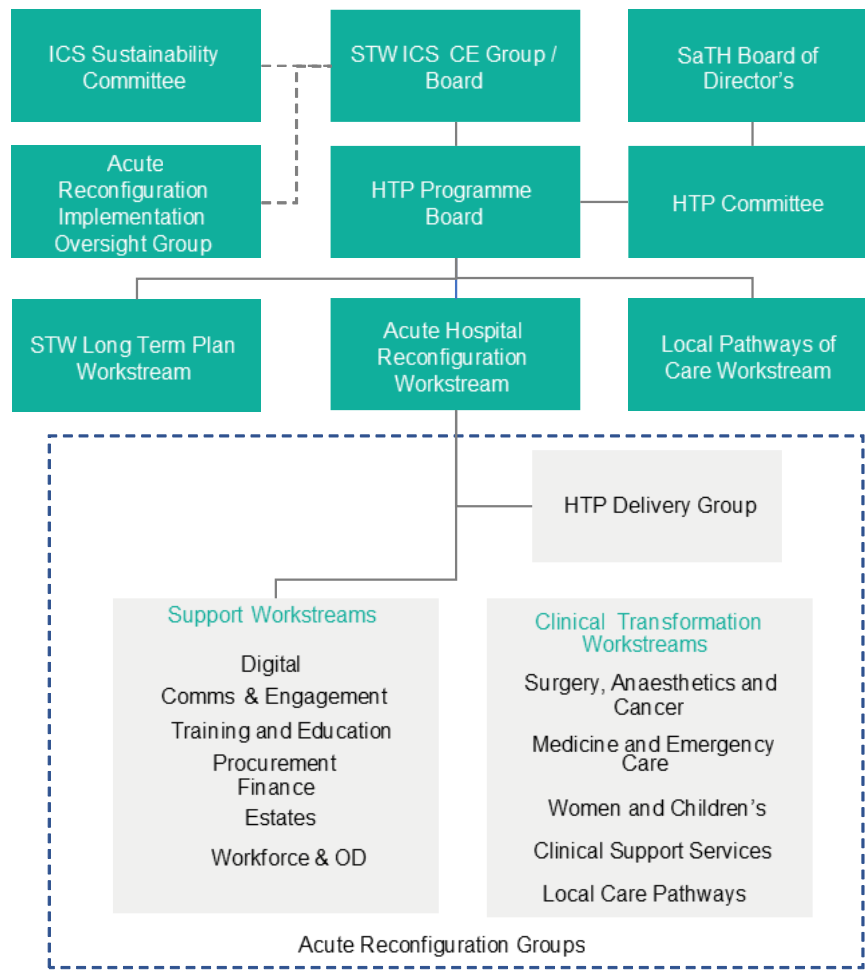 ICS Sustainability
Committee
STW ICS CE Group /
Board
SaTH Board of
Director's
Acute
Reconfiguration
Implementation
Oversight Group
HTP Programme
Board
HTP Committee
STW Long Term Plan
Workstream
Acute Hospital
Reconfiguration
Workstream
Local Pathways of
Care Workstream
HTP Delivery Group
Support Workstreams
Digital
Comms & Engagement
Training and Education
Procurement
Finance
Estates
Workforce & OD
Clinical Transformation
Workstreams
Surgery, Anaesthetics and
Cancer
Medicine and Emergency
Care
Women and Children's
Clinical Support Services
Local Care Pathways
Acute Reconfiguration Groups